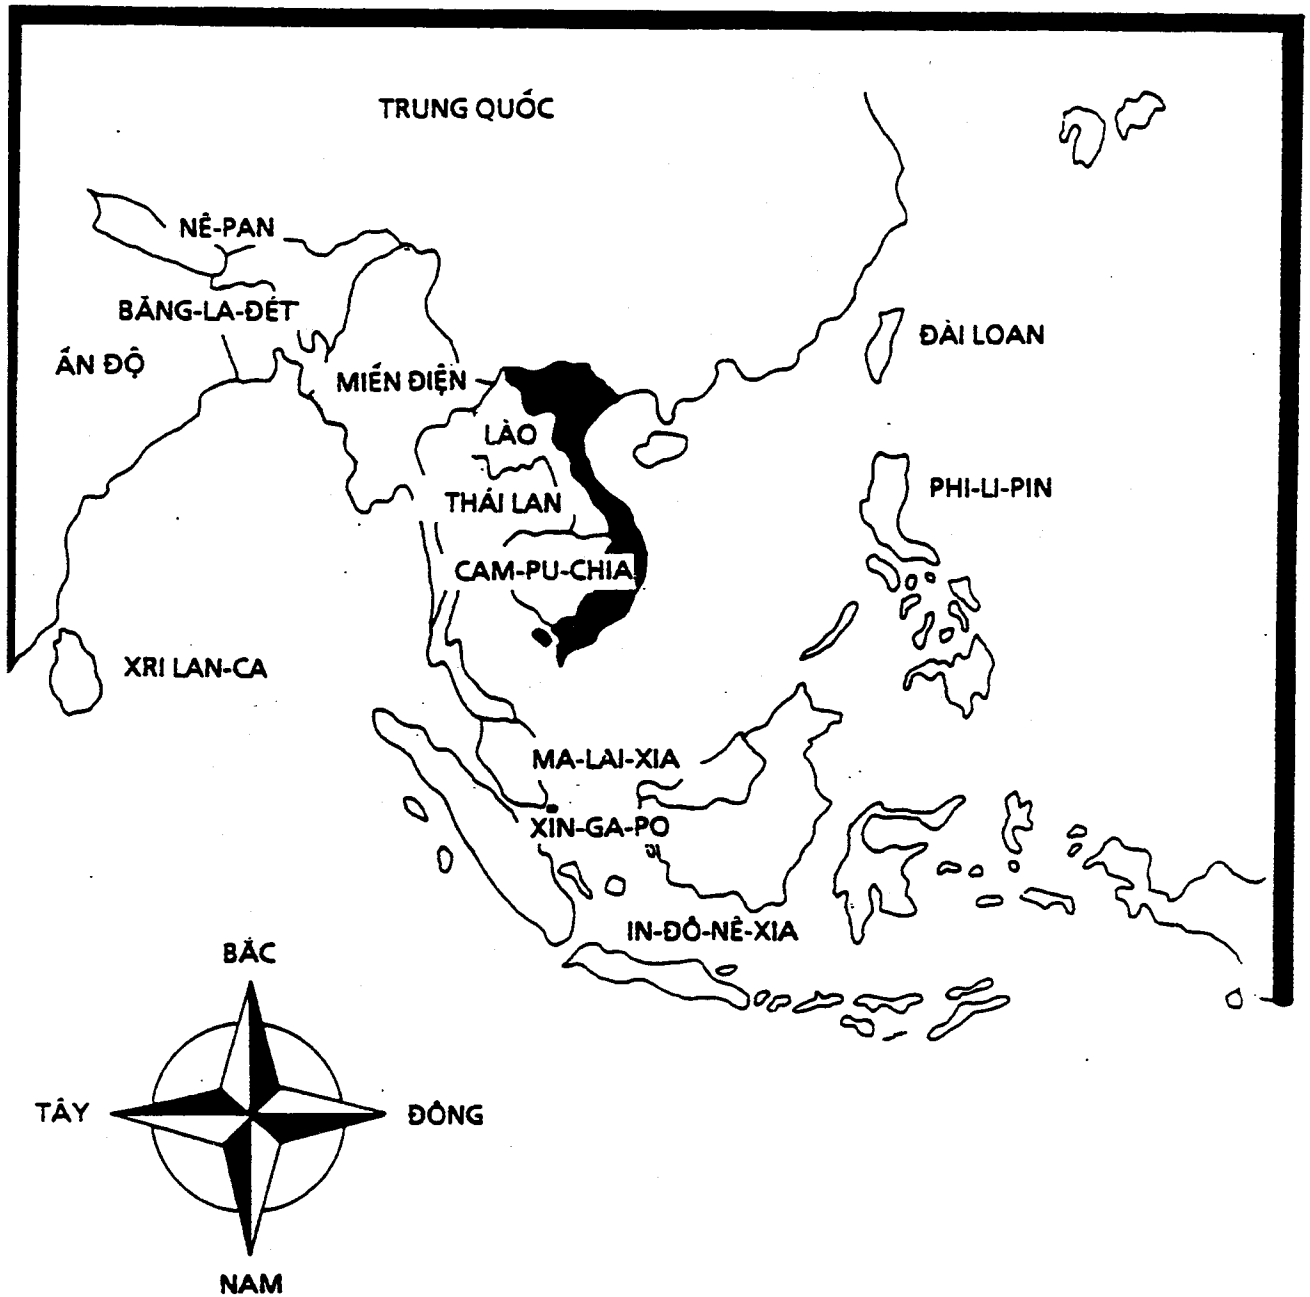 TRUNG QUỐC
NÊ-PAN
BĂNG-LA-ĐÉT
ẤN ĐỘ
MIẾN ĐIỆN
ĐÀI LOAN
LÀO
THÁI LAN
PHI-LI-PIN
CAM-PU-CHIA
XRI LAN-CA
MA-LAI-XIA
XIN-GA-PO
IN-ĐÔ-NÊ-XIA
BẮC
TÂY
ĐÔNG
NAM